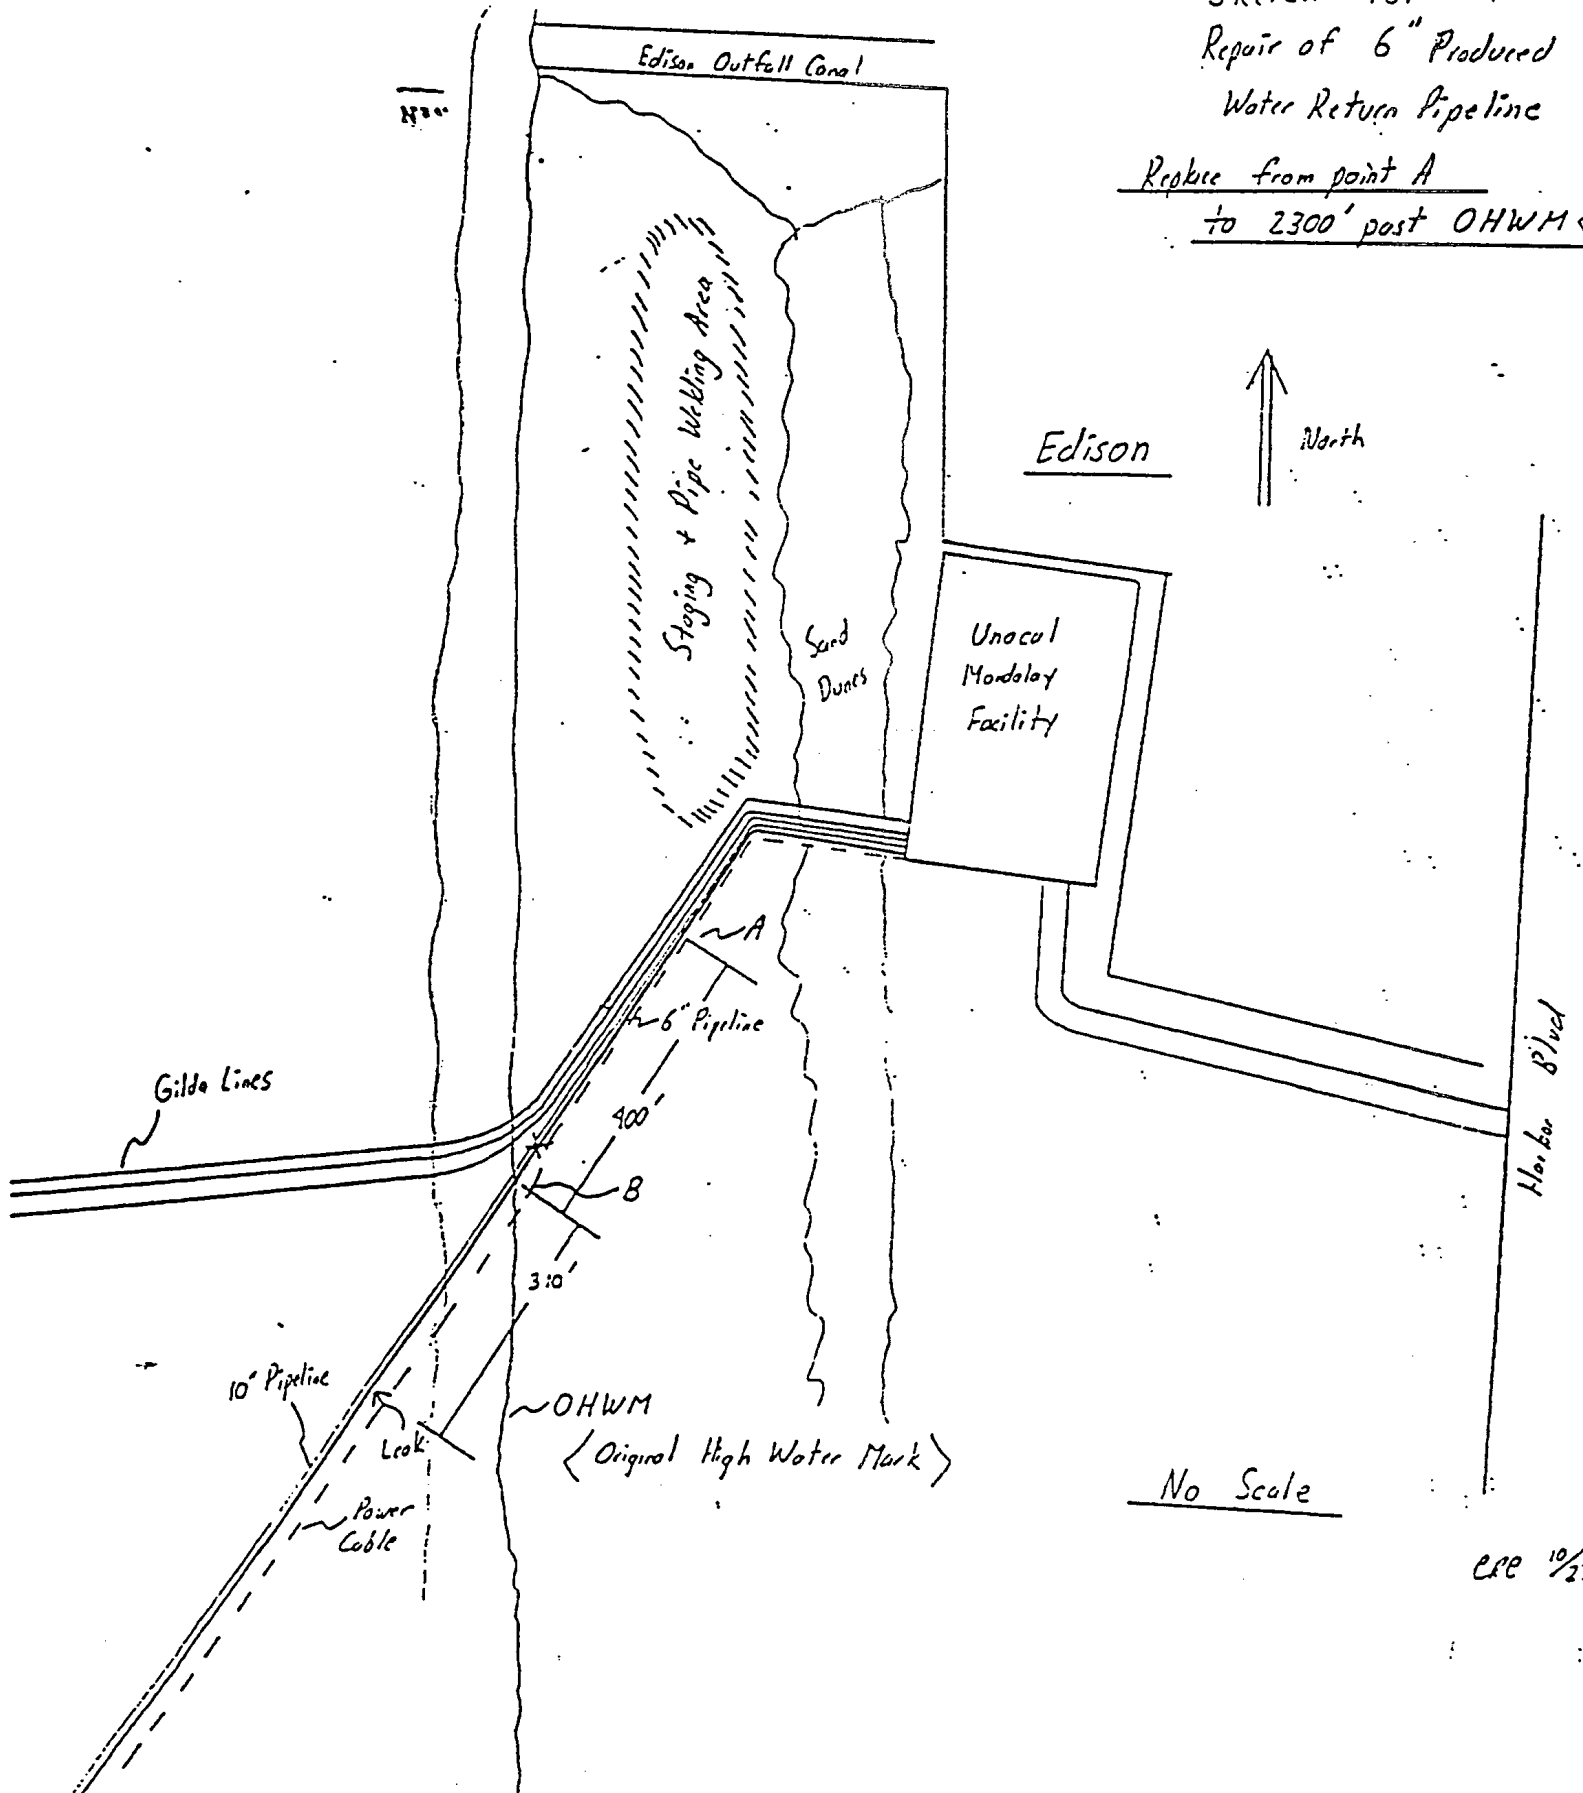 Repair of 6" Produced
Water Return Pipeline
Replace from point A
to 2300' past OHWM
Edison Outfall Canal
Staging + Pipe Welding Area
Edison
North
Sand
Dunes
Unocal
Mandalay
Facility
A
6" Pipeline
Gilda Lines
400'
B
310'
Harbor Blvd
10" Pipeline
Leak
OHWM
<Original High Water Mark>
Power
Cable
No Scale